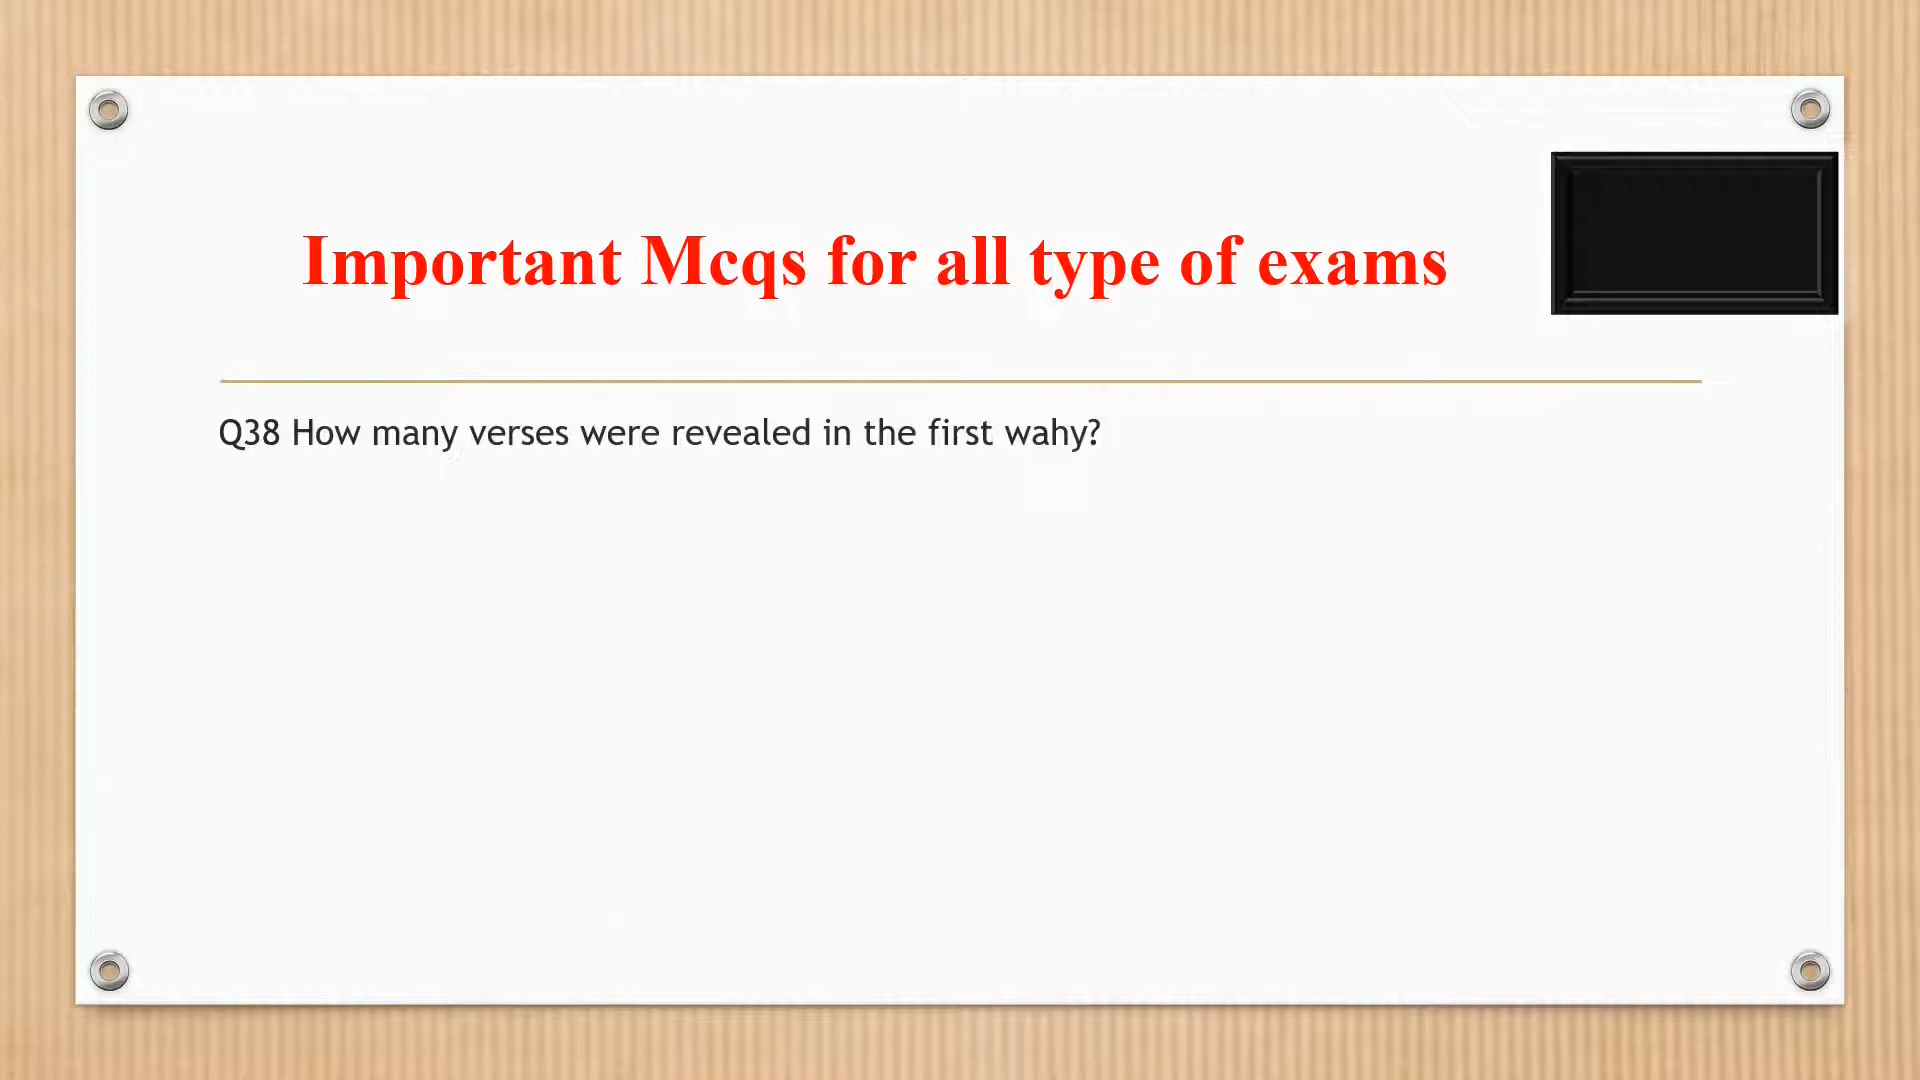 Important Mcqs for all type of exams
Q38 How many verses were revealed in the first wahy?